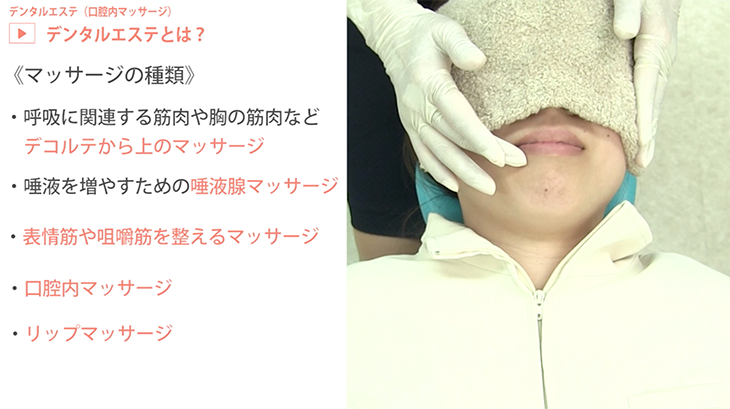 デンタルエステ（口腔内マッサージ）
デンタルエステとは？
《マッサージの種類》
・呼吸に関連する筋肉や胸の筋肉など
デコルテから上のマッサージ
・唾液を増やすための唾液腺マッサージ
・表情筋や咀嚼筋を整えるマッサージ
・口腔内マッサージ
・リップマッサージ